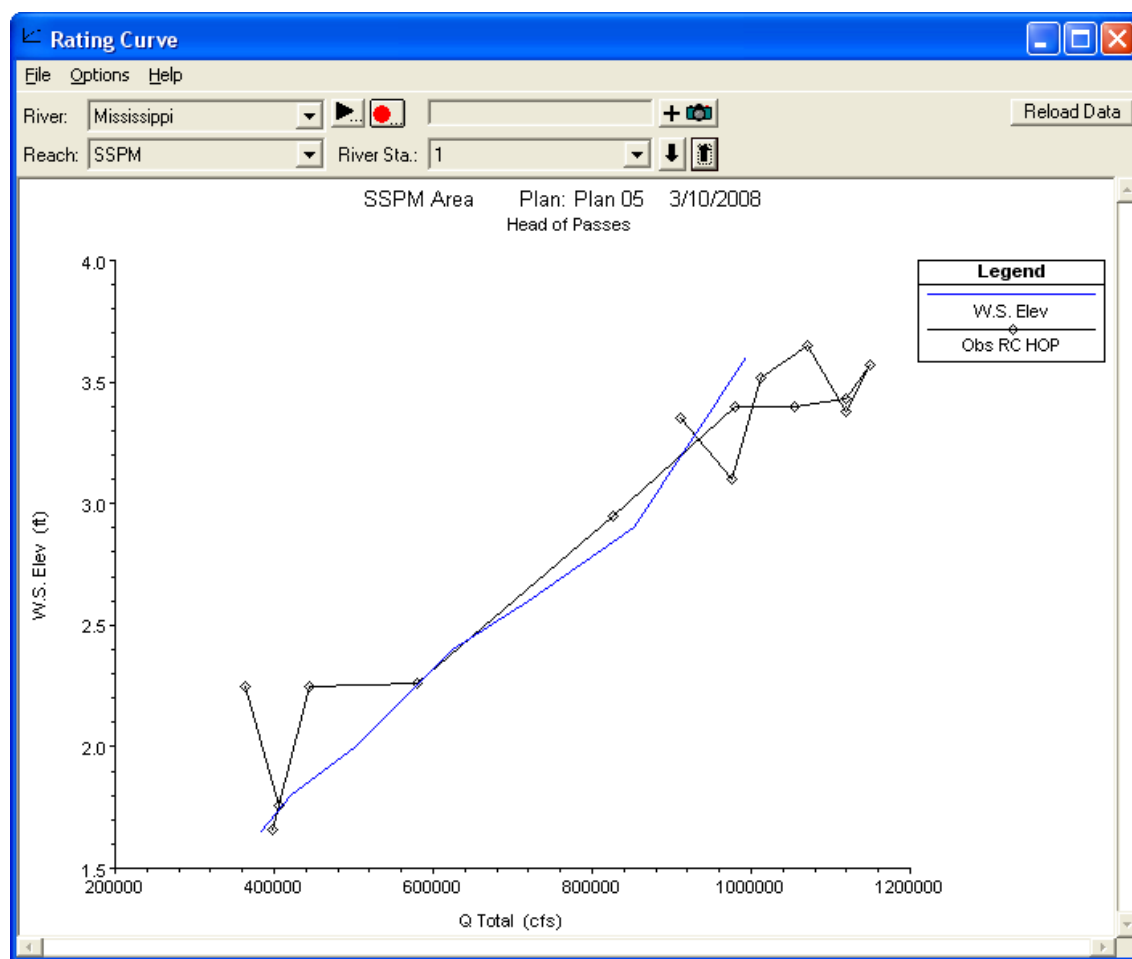 Rating Curve
File Options Help
River: Mississippi ... ... + Reload Data
Reach: SSPM River Sta.: 1
SSPM Area Plan: Plan 05 3/10/2008
Head of Passes
4.0
3.5
3.0
2.5
2.0
1.5
W.S. Elev (ft)
200000 400000 600000 800000 1000000 1200000
Q Total (cfs)
Legend
W.S. Elev
Obs RC HOP